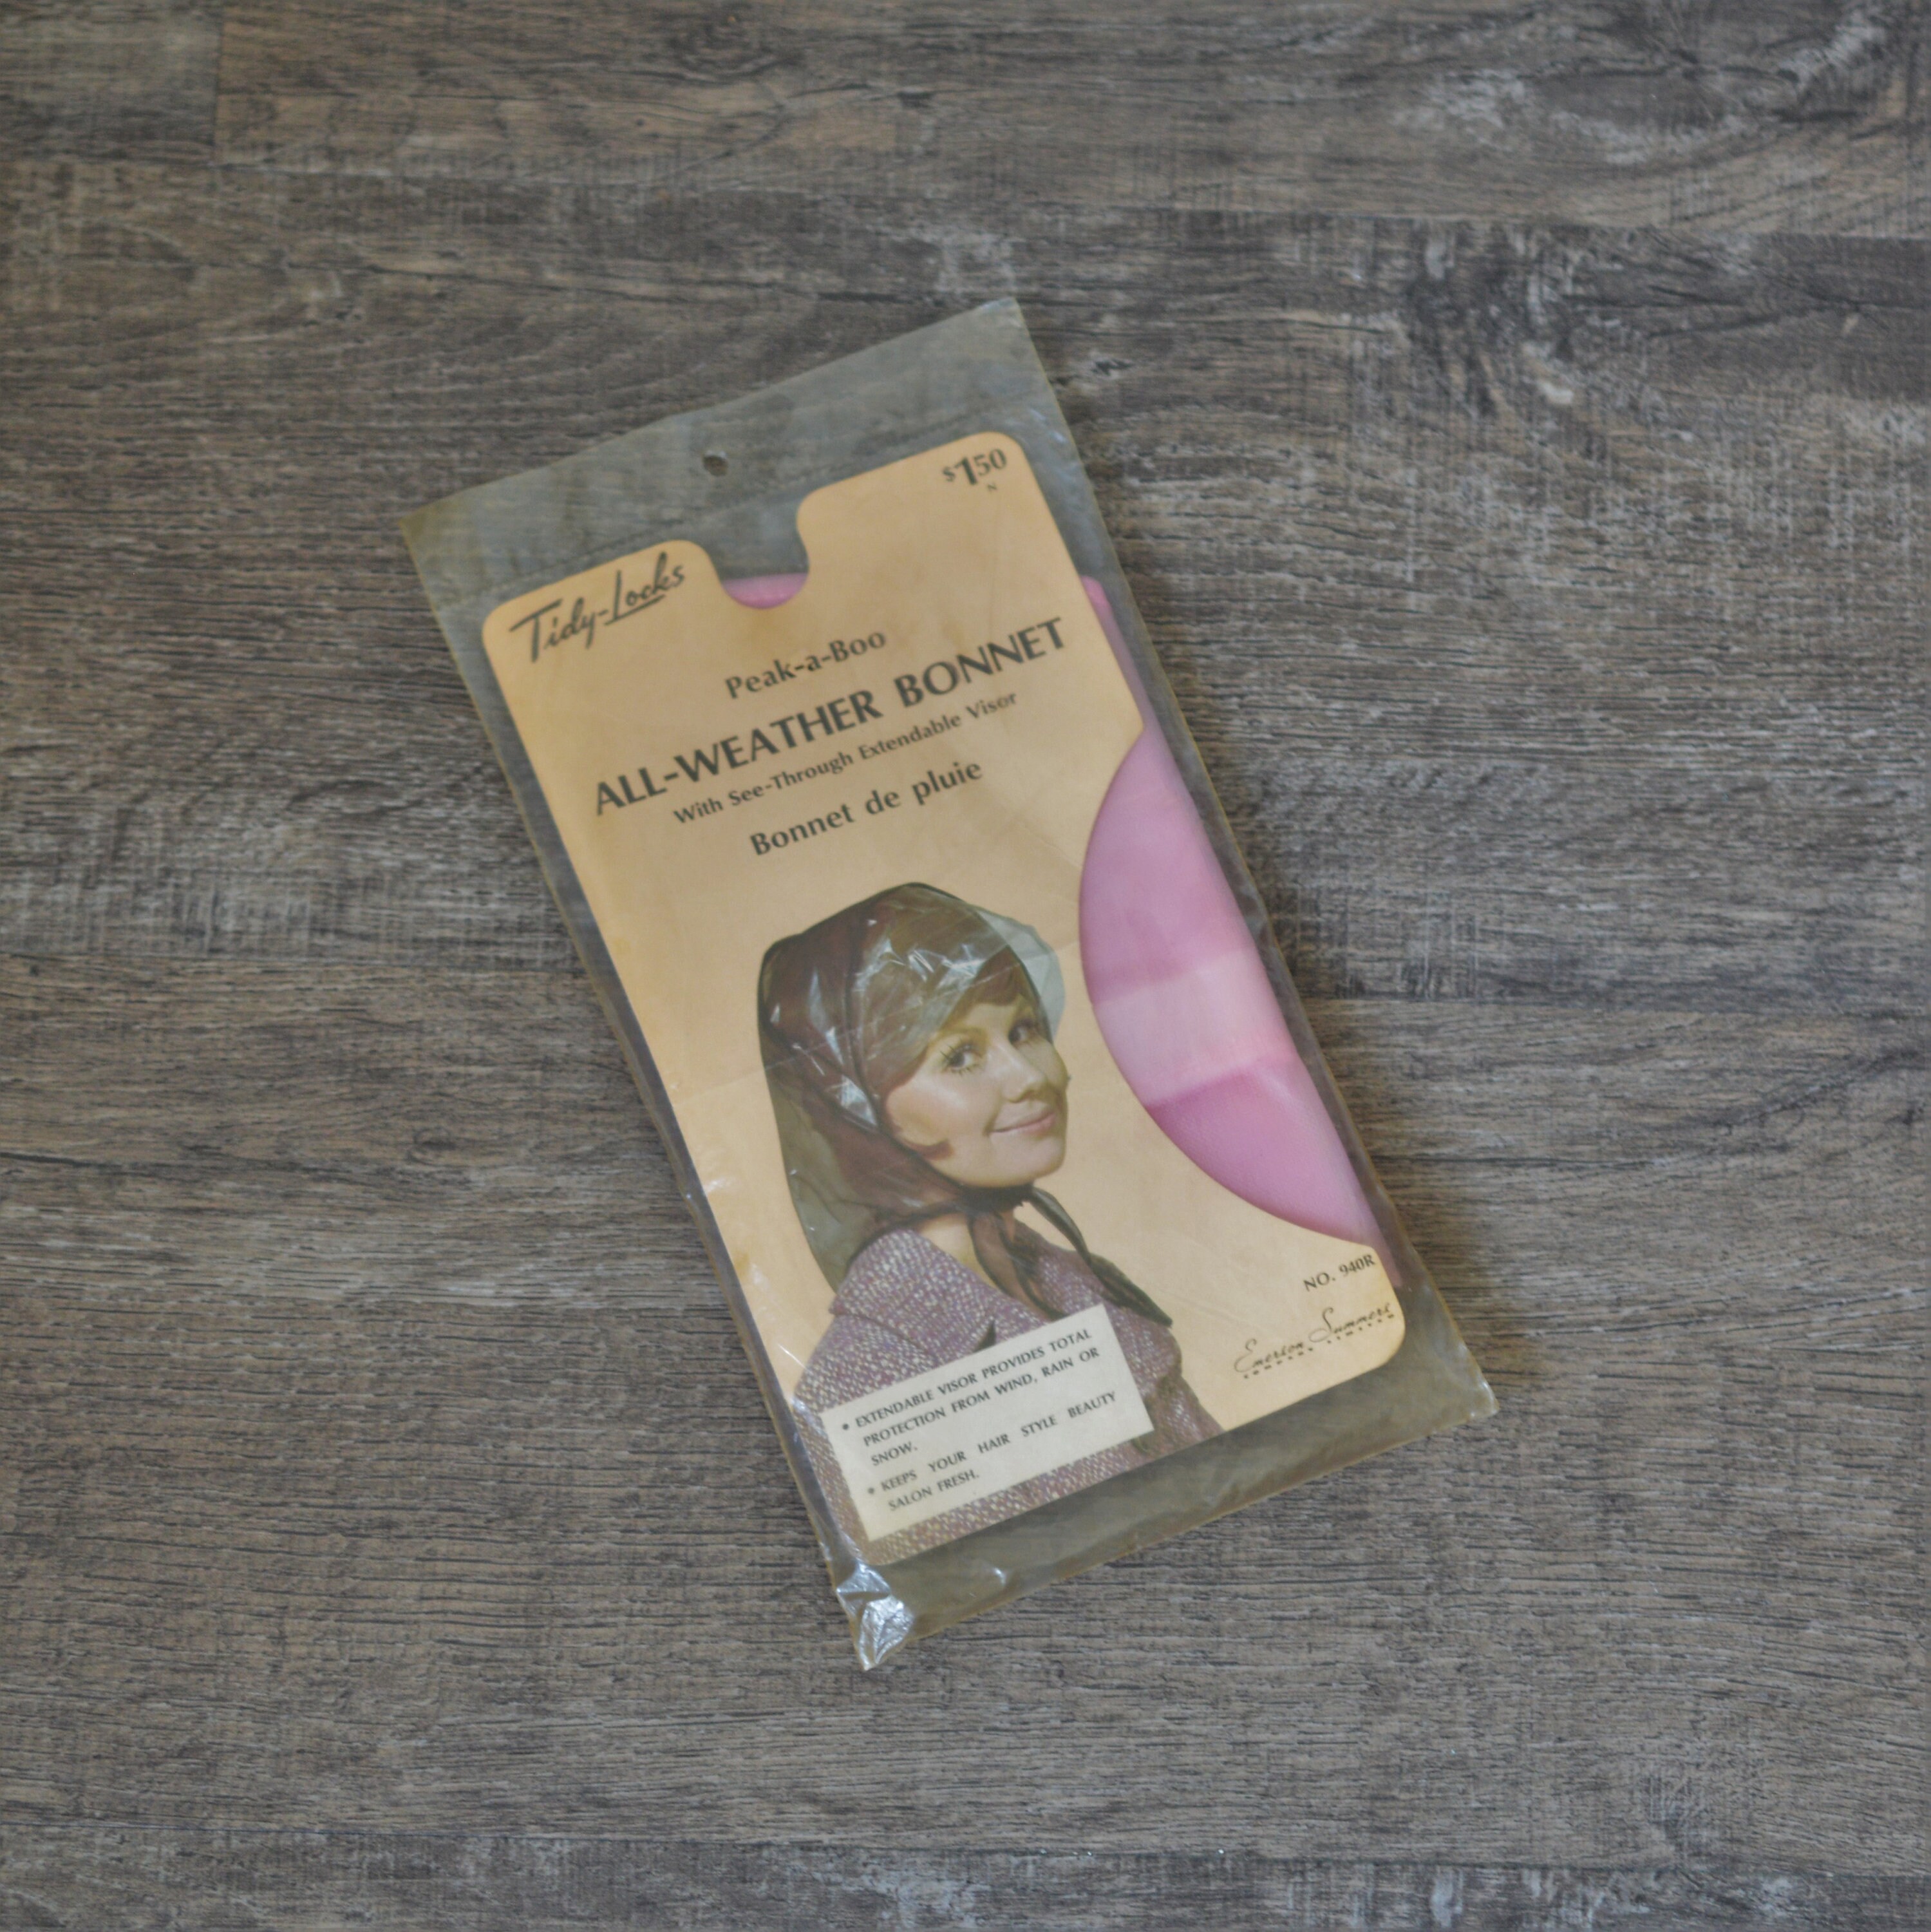 $1.50
N
Tidy-Locks
Peak-a-Boo
ALL-WEATHER BONNET
With See-Through Extendable Visor
Bonnet de pluie
NO. 940R
Emerson Summers
COMPANY LIMITED
• EXTENDABLE VISOR PROVIDES TOTAL
PROTECTION FROM WIND, RAIN OR
SNOW.
• KEEPS YOUR HAIR STYLE BEAUTY
SALON FRESH.